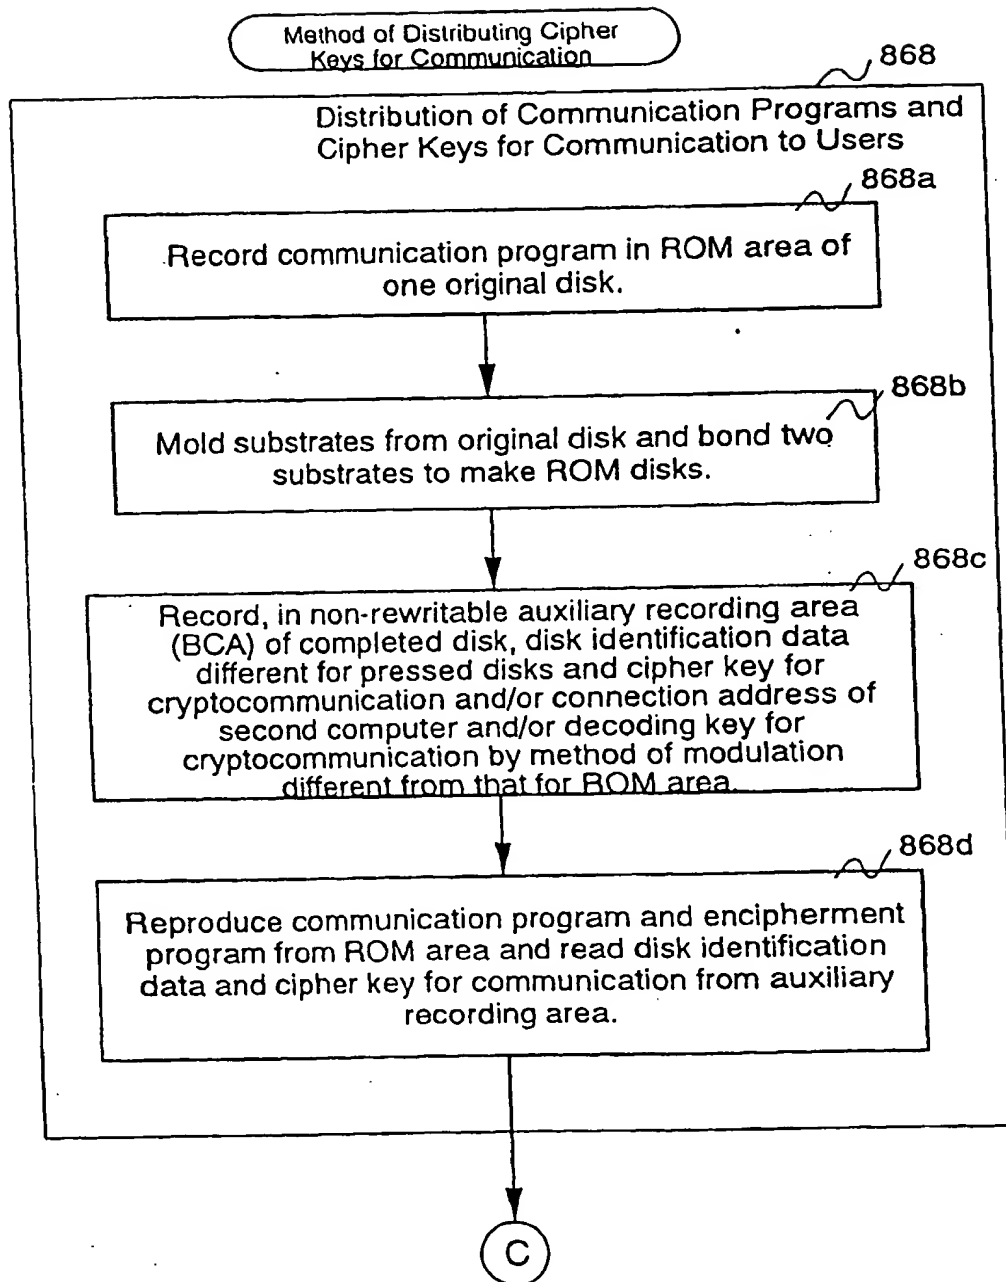 Method of Distributing Cipher
Keys for Communication
868
Distribution of Communication Programs and
Cipher Keys for Communication to Users
868a
Record communication program in ROM area of
one original disk.
868b
Mold substrates from original disk and bond two
substrates to make ROM disks.
868c
Record, in non-rewritable auxiliary recording area
(BCA) of completed disk, disk identification data
different for pressed disks and cipher key for
cryptocommunication and/or connection address of
second computer and/or decoding key for
cryptocommunication by method of modulation
different from that for ROM area.
868d
Reproduce communication program and encipherment
program from ROM area and read disk identification
data and cipher key for communication from auxiliary
recording area.
C